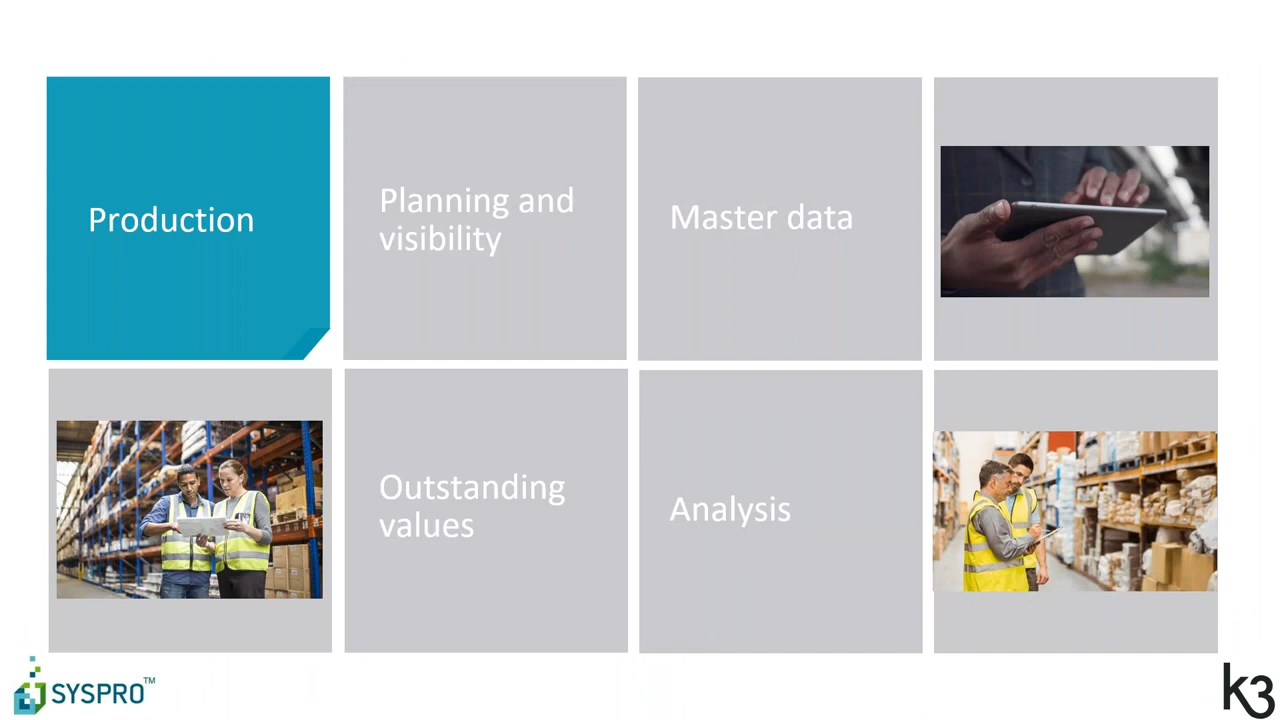 Production
Planning and
visibility
Master data
Outstanding
values
Analysis
SYSPRO™
k3